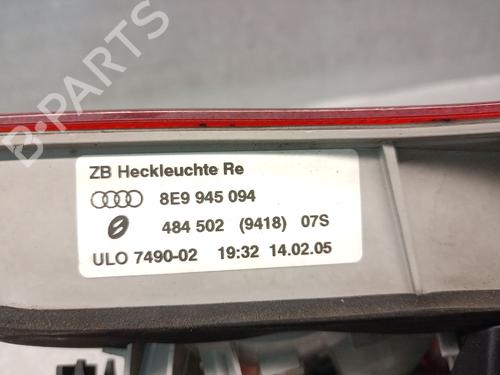 ZB Heckleuchte Re
8E9 945 094
484 502 (9418) 07S
ULO 7490-02 19:32 14.02.05
B-PARTS